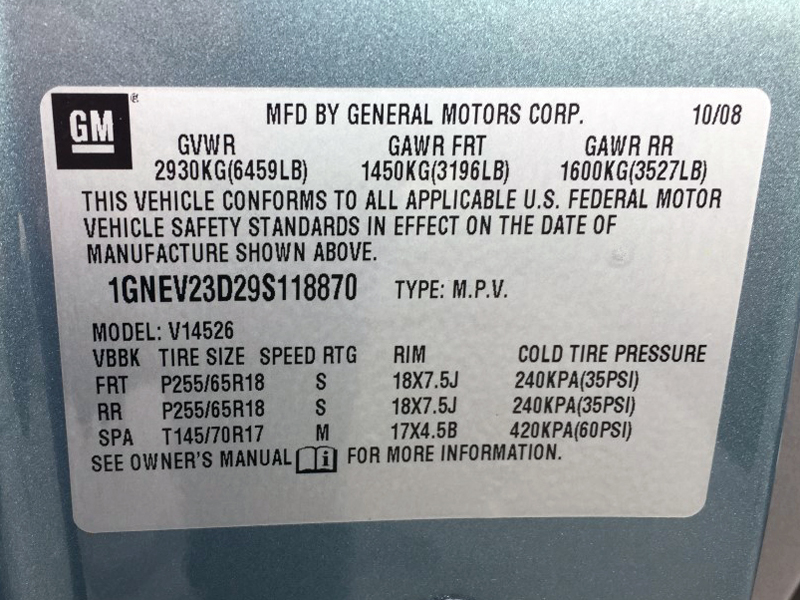 GM® MFD BY GENERAL MOTORS CORP. 10/08
GVWR GAWR FRT GAWR RR
2930KG(6459LB) 1450KG(3196LB) 1600KG(3527LB)
THIS VEHICLE CONFORMS TO ALL APPLICABLE U.S. FEDERAL MOTOR
VEHICLE SAFETY STANDARDS IN EFFECT ON THE DATE OF
MANUFACTURE SHOWN ABOVE.
1GNEV23D29S118870 TYPE: M.P.V.
MODEL: V14526
VBBK TIRE SIZE SPEED RTG RIM COLD TIRE PRESSURE
FRT P255/65R18 S 18X7.5J 240KPA(35PSI)
RR P255/65R18 S 18X7.5J 240KPA(35PSI)
SPA T145/70R17 M 17X4.5B 420KPA(60PSI)
SEE OWNER'S MANUAL i FOR MORE INFORMATION.